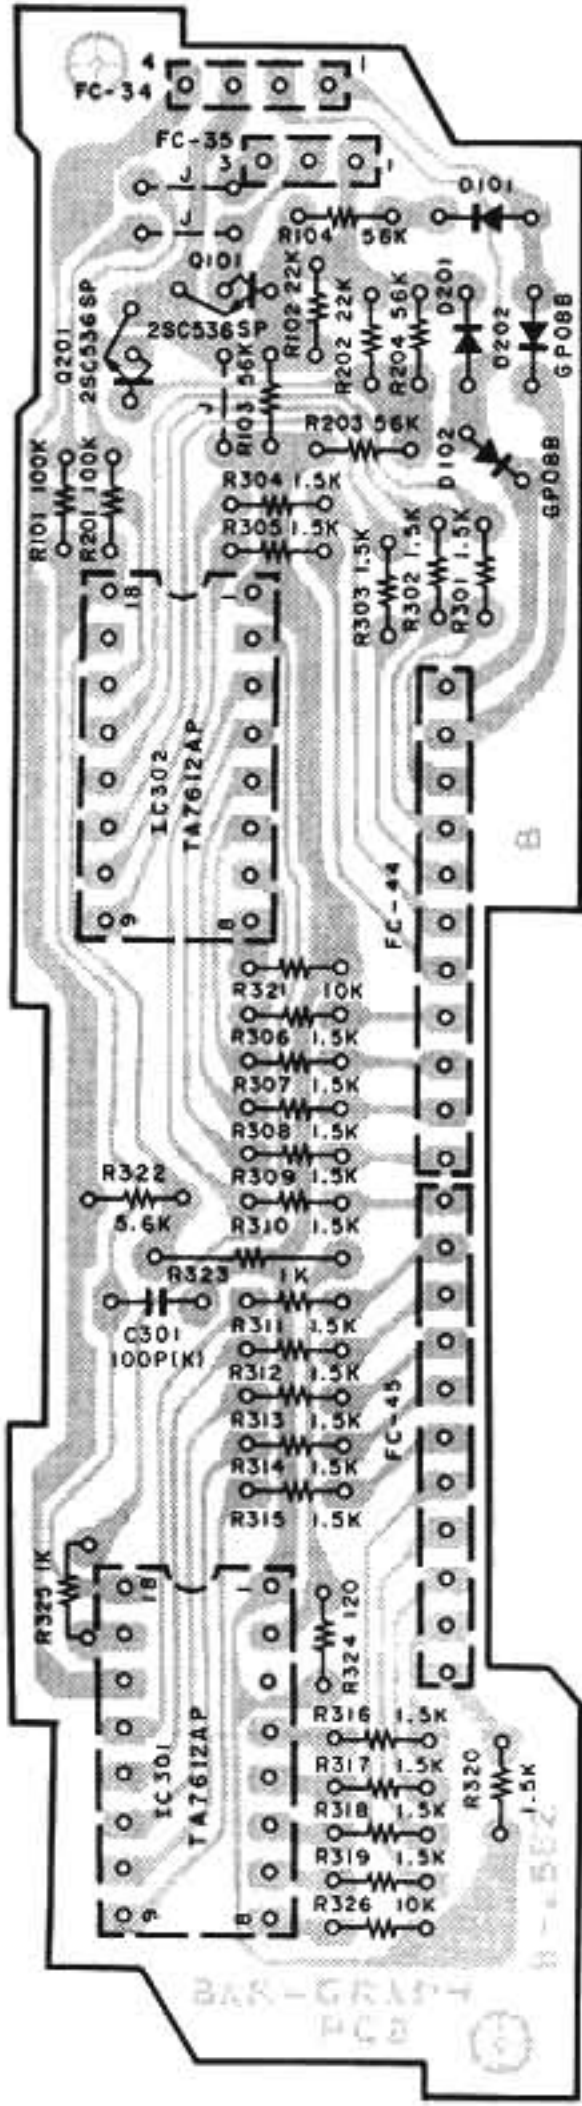 4 1
FC-34
FC-35
3 1
J
J
D101
R104 56K
Q101
2SC536SP
R102 22K
R202 22K
R204 56K
D201
D202
GP08B
Q201
2SC536SP
R103 56K
J
R203 56K
D102
GP08B
R304 1.5K
R305 1.5K
R101 100K
R201 100K
R303 1.5K
R302 1.5K
R301 1.5K
18 1
IC302
TA7612AP
9 8
B
FC-44
R321 10K
R306 1.5K
R307 1.5K
R308 1.5K
R309 1.5K
R310 1.5K
R322
5.6K
R323 1K
C301
100P(K)
R311 1.5K
R312 1.5K
R313 1.5K
R314 1.5K
R315 1.5K
FC-45
R325 1K
18 1
IC301
TA7612AP
9 8
R324 120
R316 1.5K
R317 1.5K
R318 1.5K
R319 1.5K
R326 10K
R320
1.5K
BAR-GRAPH
PCB